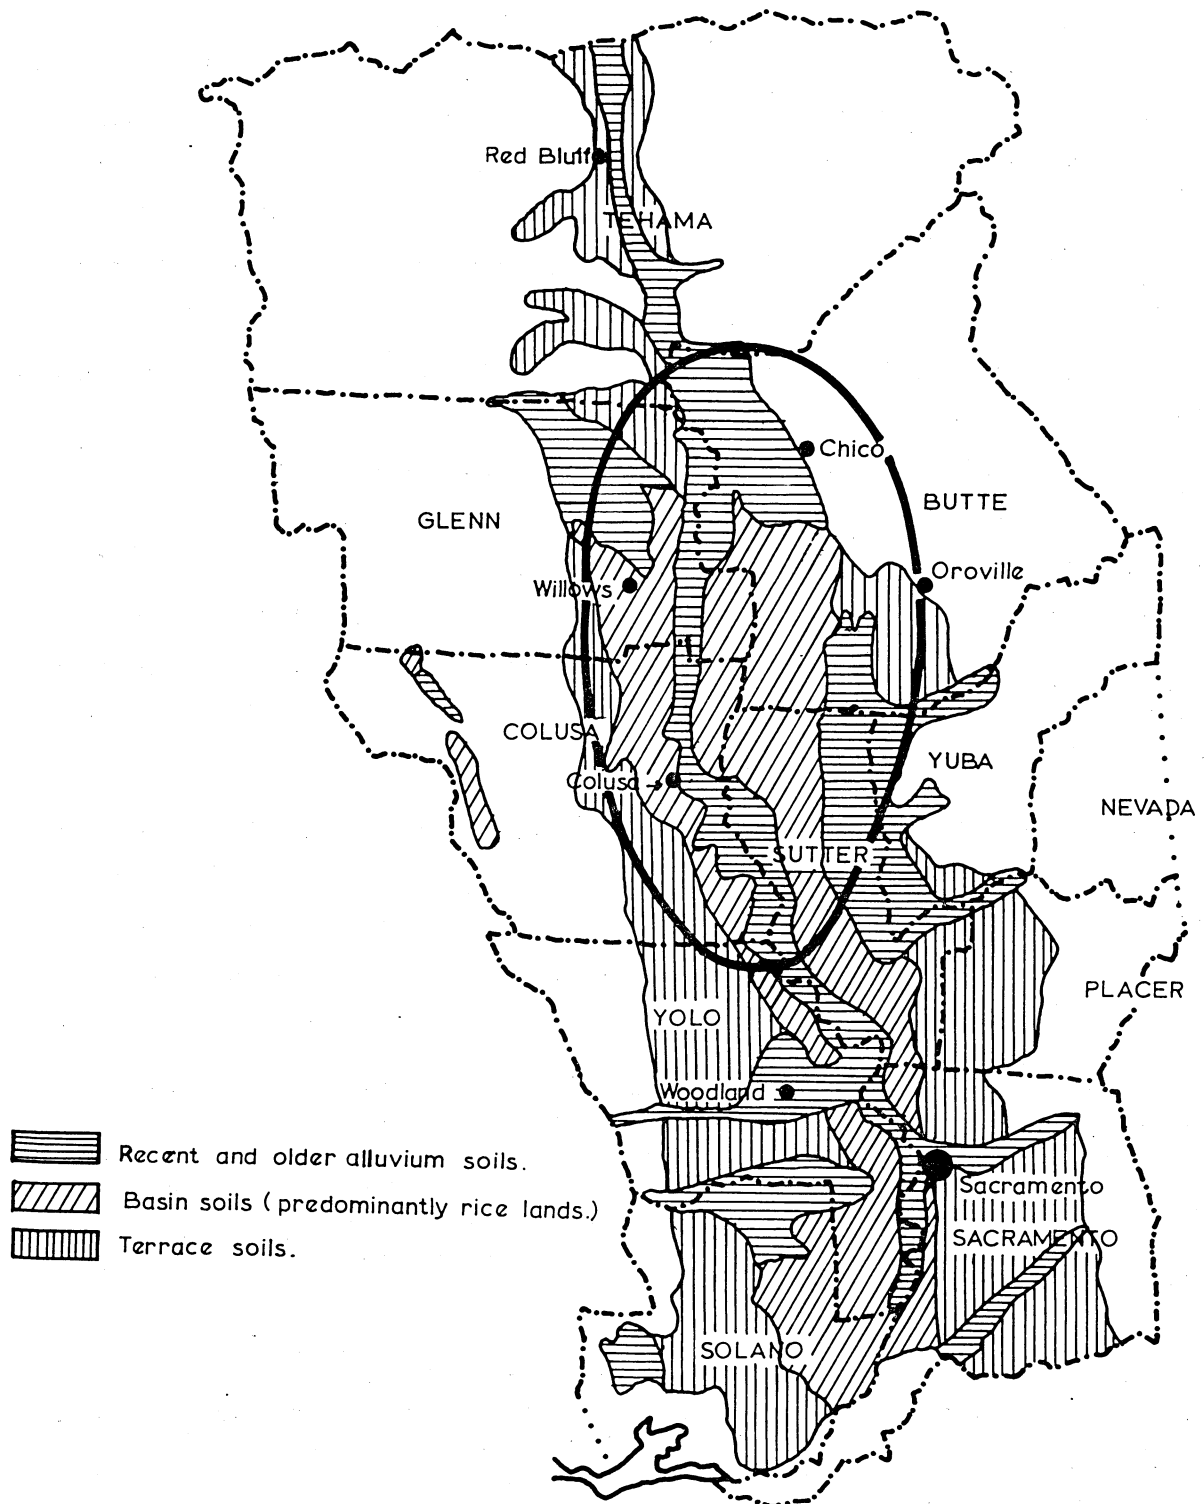 Red Bluff
TEHAMA
Chico
BUTTE
GLENN
Oroville
Willows
COLUSA
YUBA
Colusa
NEVADA
SUTTER
PLACER
YOLO
Woodland
Recent and older alluvium soils.
Sacramento
Basin soils (predominantly rice lands.)
SACRAMENTO
Terrace soils.
SOLANO